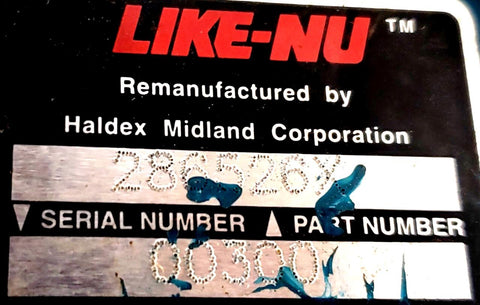 LIKE-NU ™
Remanufactured by
Haldex Midland Corporation
286526X
▼ SERIAL NUMBER ▲ PART NUMBER
00300